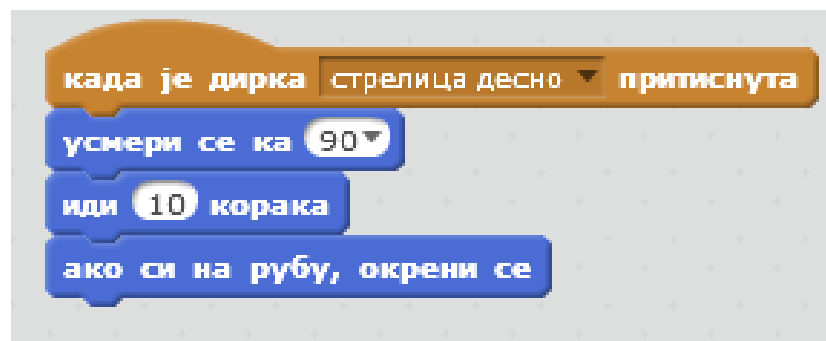 када је дирка стрелица десно притиснута
усмери се ка 90
иди 10 корака
ако си на рубу, окрени се